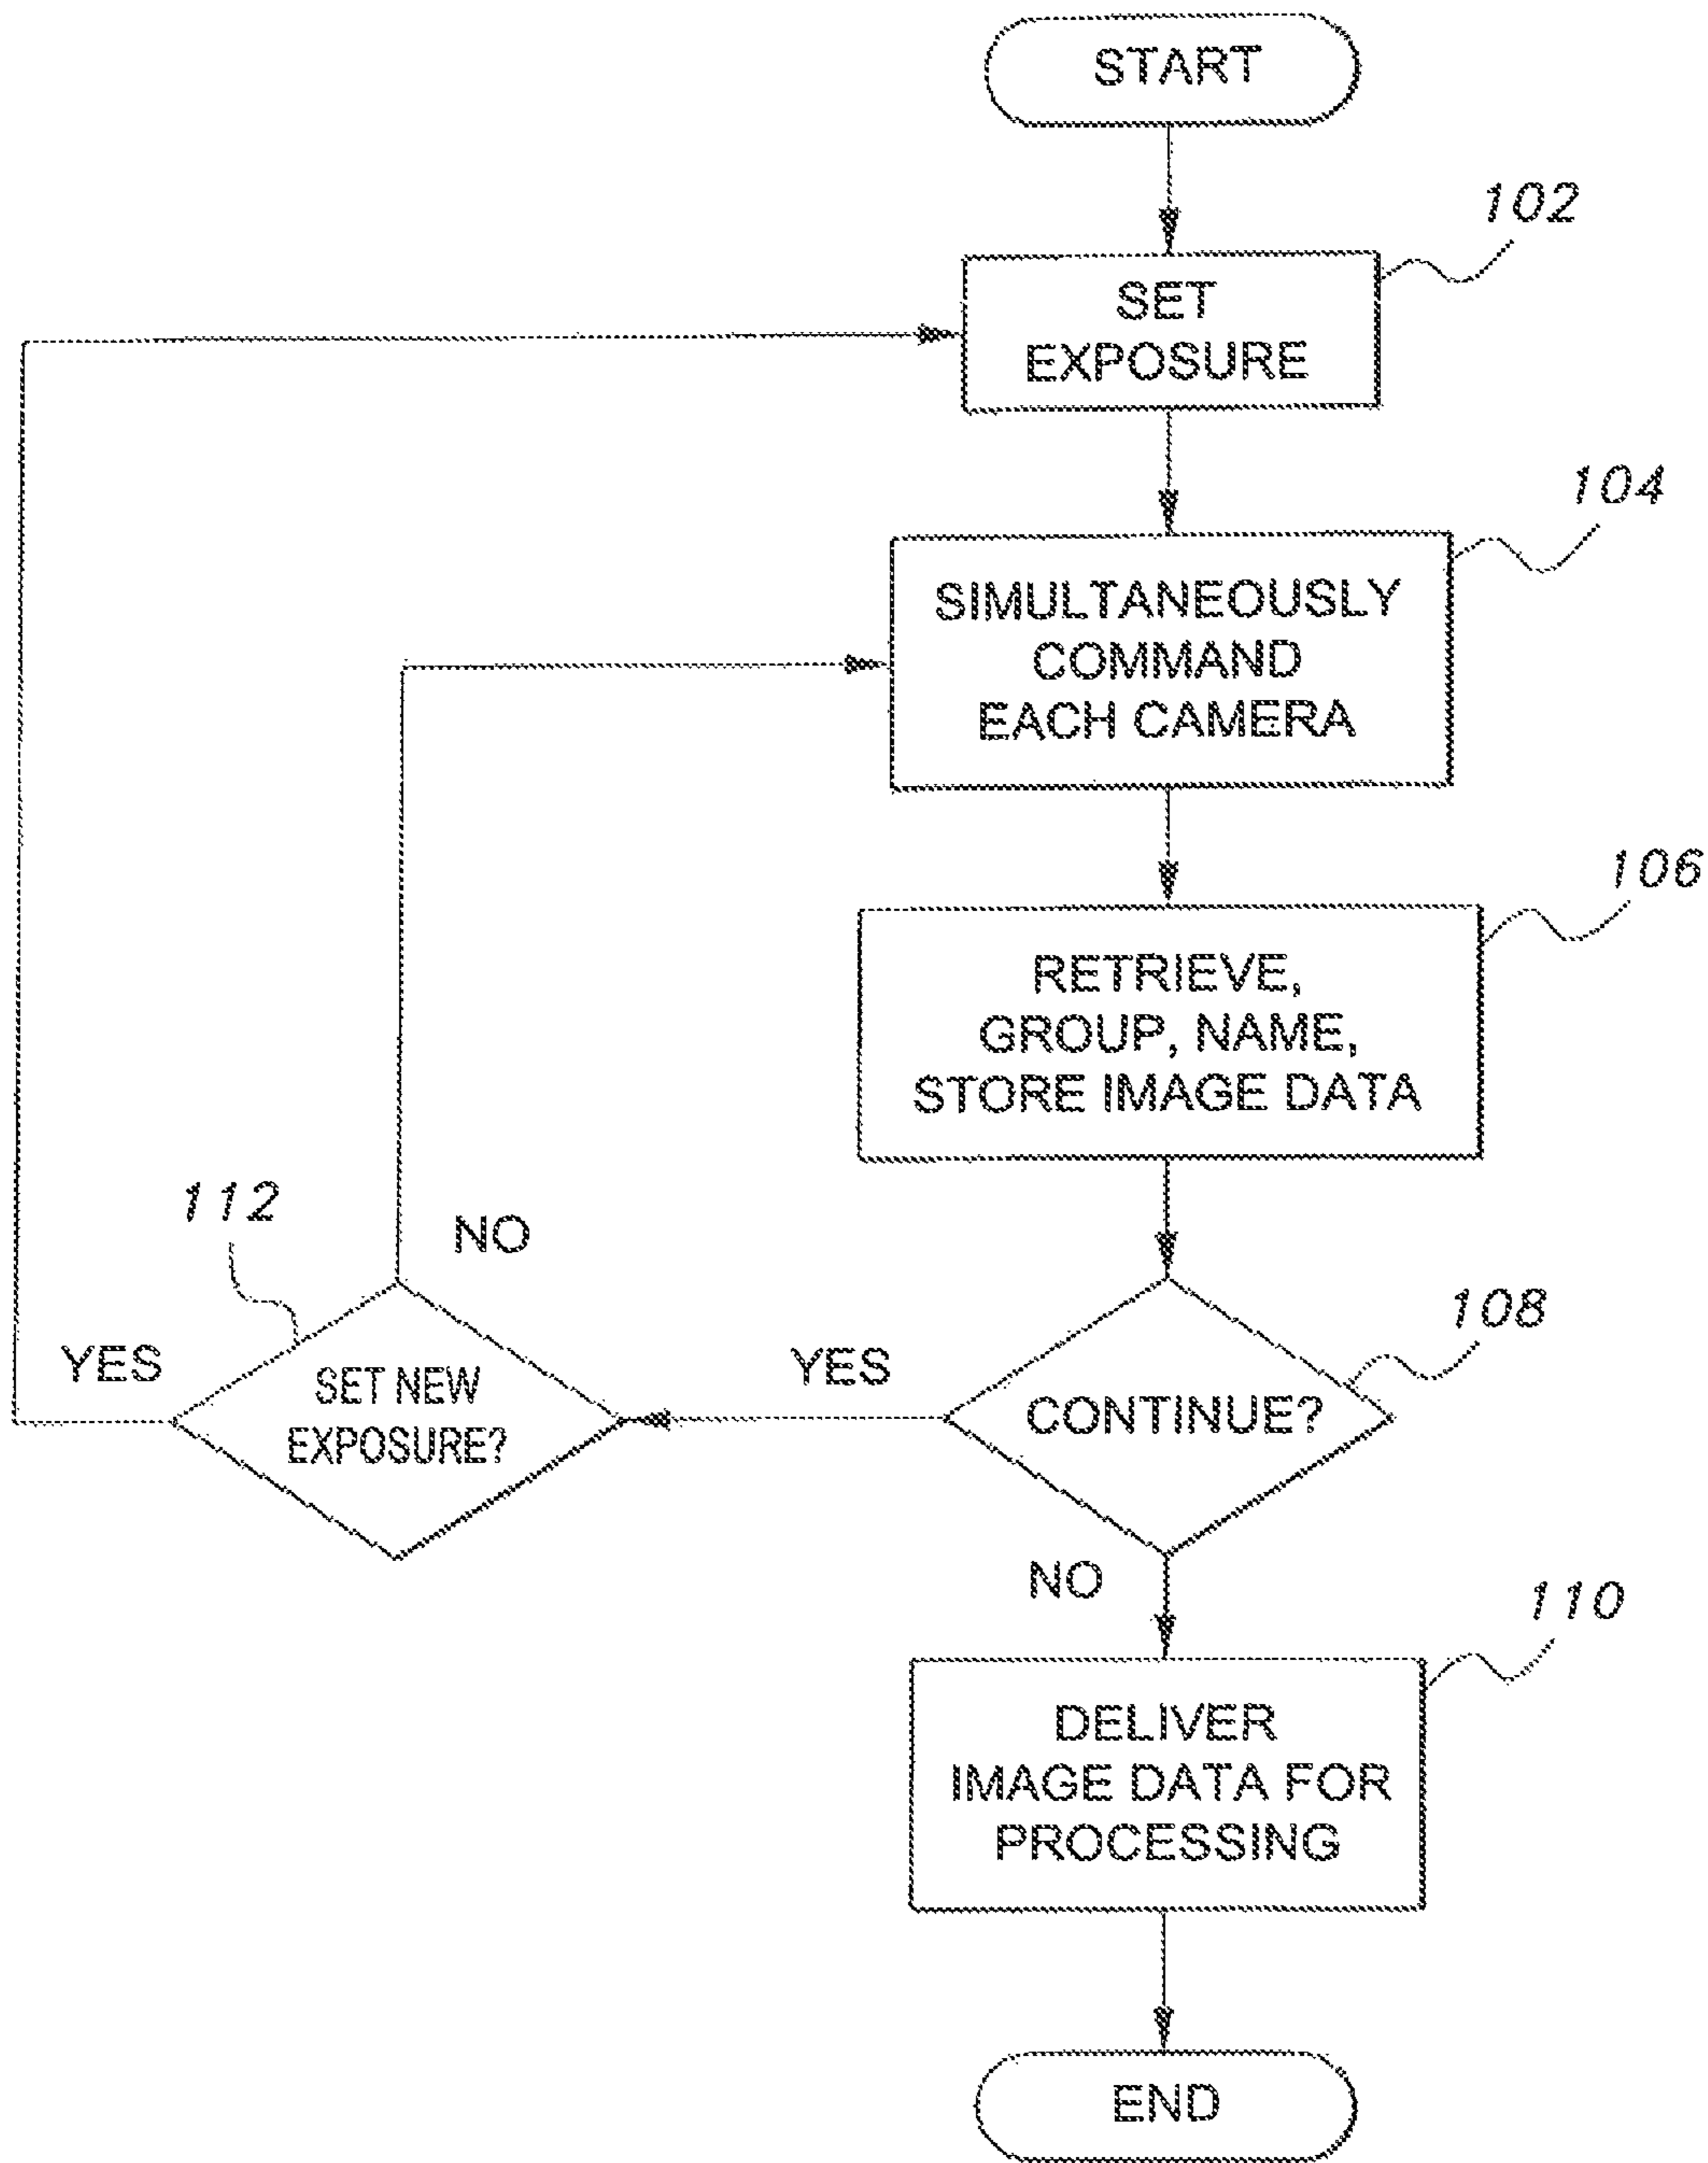 START
102
SET
EXPOSURE
104
SIMULTANEOUSLY
COMMAND
EACH CAMERA
106
RETRIEVE,
GROUP, NAME,
STORE IMAGE DATA
112
NO
YES
SET NEW
EXPOSURE?
YES
108
CONTINUE?
NO
110
DELIVER
IMAGE DATA FOR
PROCESSING
END